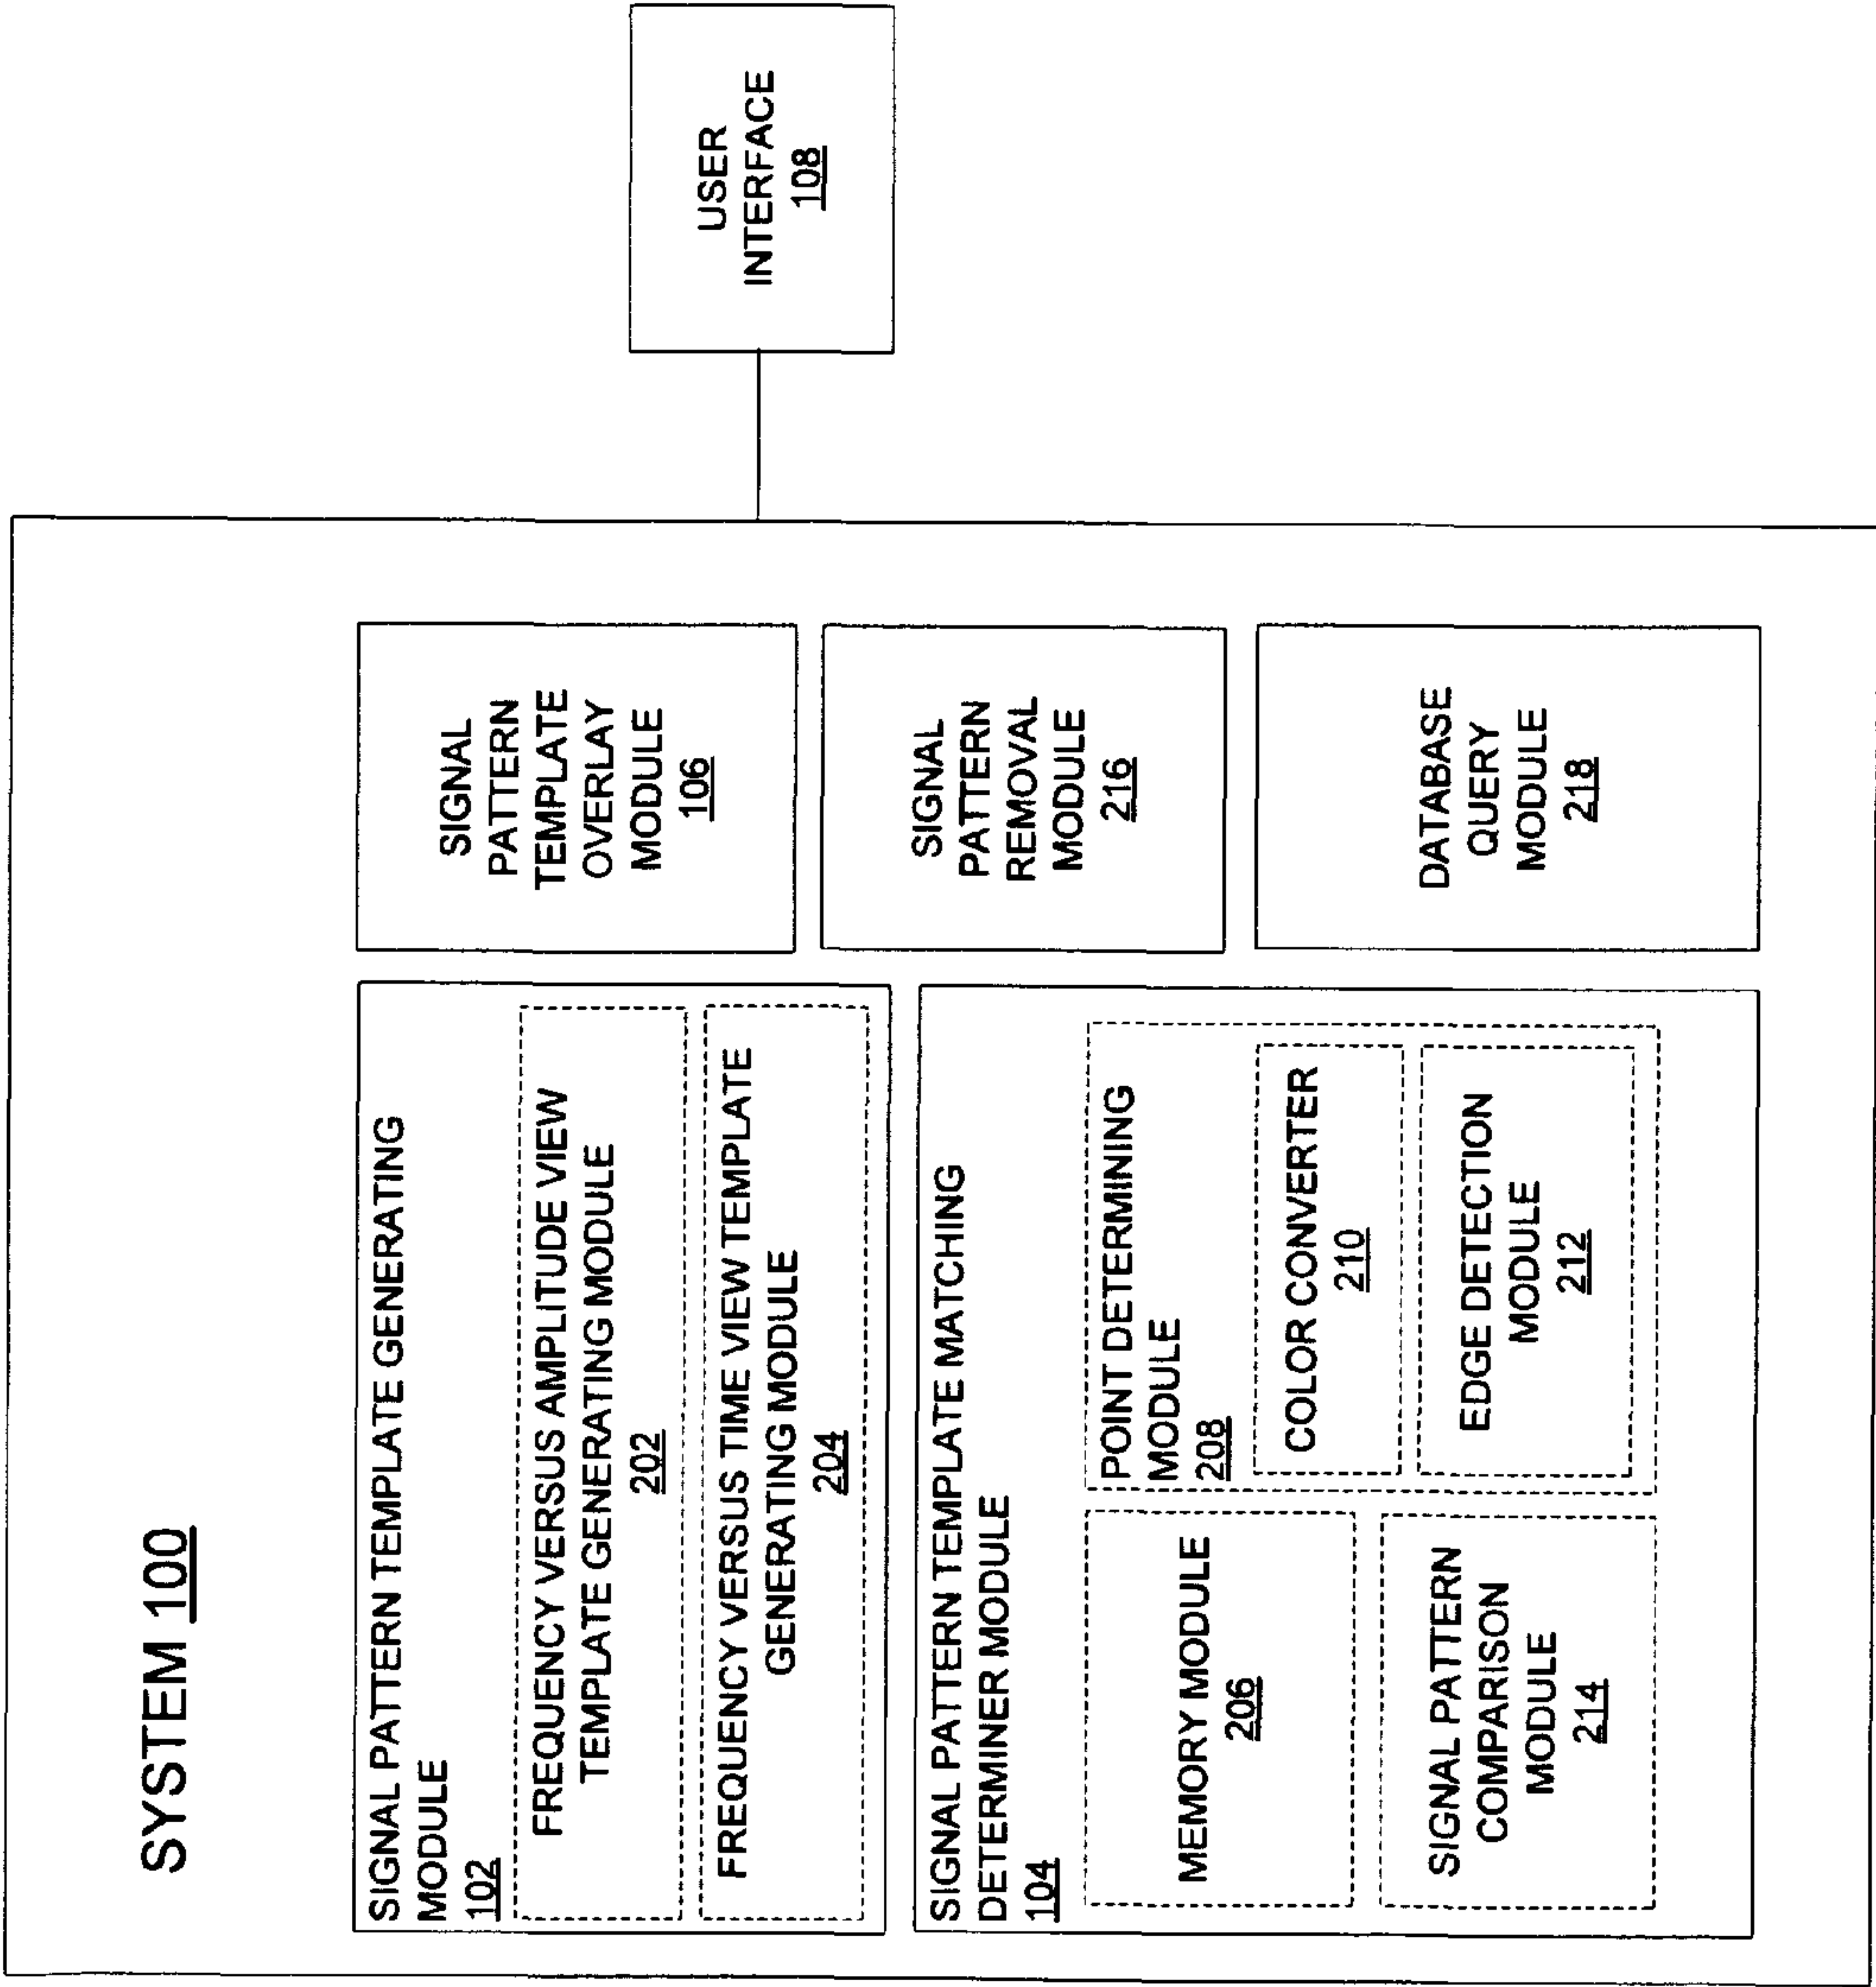 SYSTEM 100
SIGNAL PATTERN TEMPLATE GENERATING
MODULE
102
FREQUENCY VERSUS AMPLITUDE VIEW
TEMPLATE GENERATING MODULE
202
FREQUENCY VERSUS TIME VIEW TEMPLATE
GENERATING MODULE
204
SIGNAL PATTERN TEMPLATE MATCHING
DETERMINER MODULE
104
MEMORY MODULE
206
SIGNAL PATTERN
COMPARISON
MODULE
214
POINT DETERMINING
MODULE
208
COLOR CONVERTER
210
EDGE DETECTION
MODULE
212
SIGNAL
PATTERN
TEMPLATE
OVERLAY
MODULE
106
SIGNAL
PATTERN
REMOVAL
MODULE
216
DATABASE
QUERY
MODULE
218
USER
INTERFACE
108